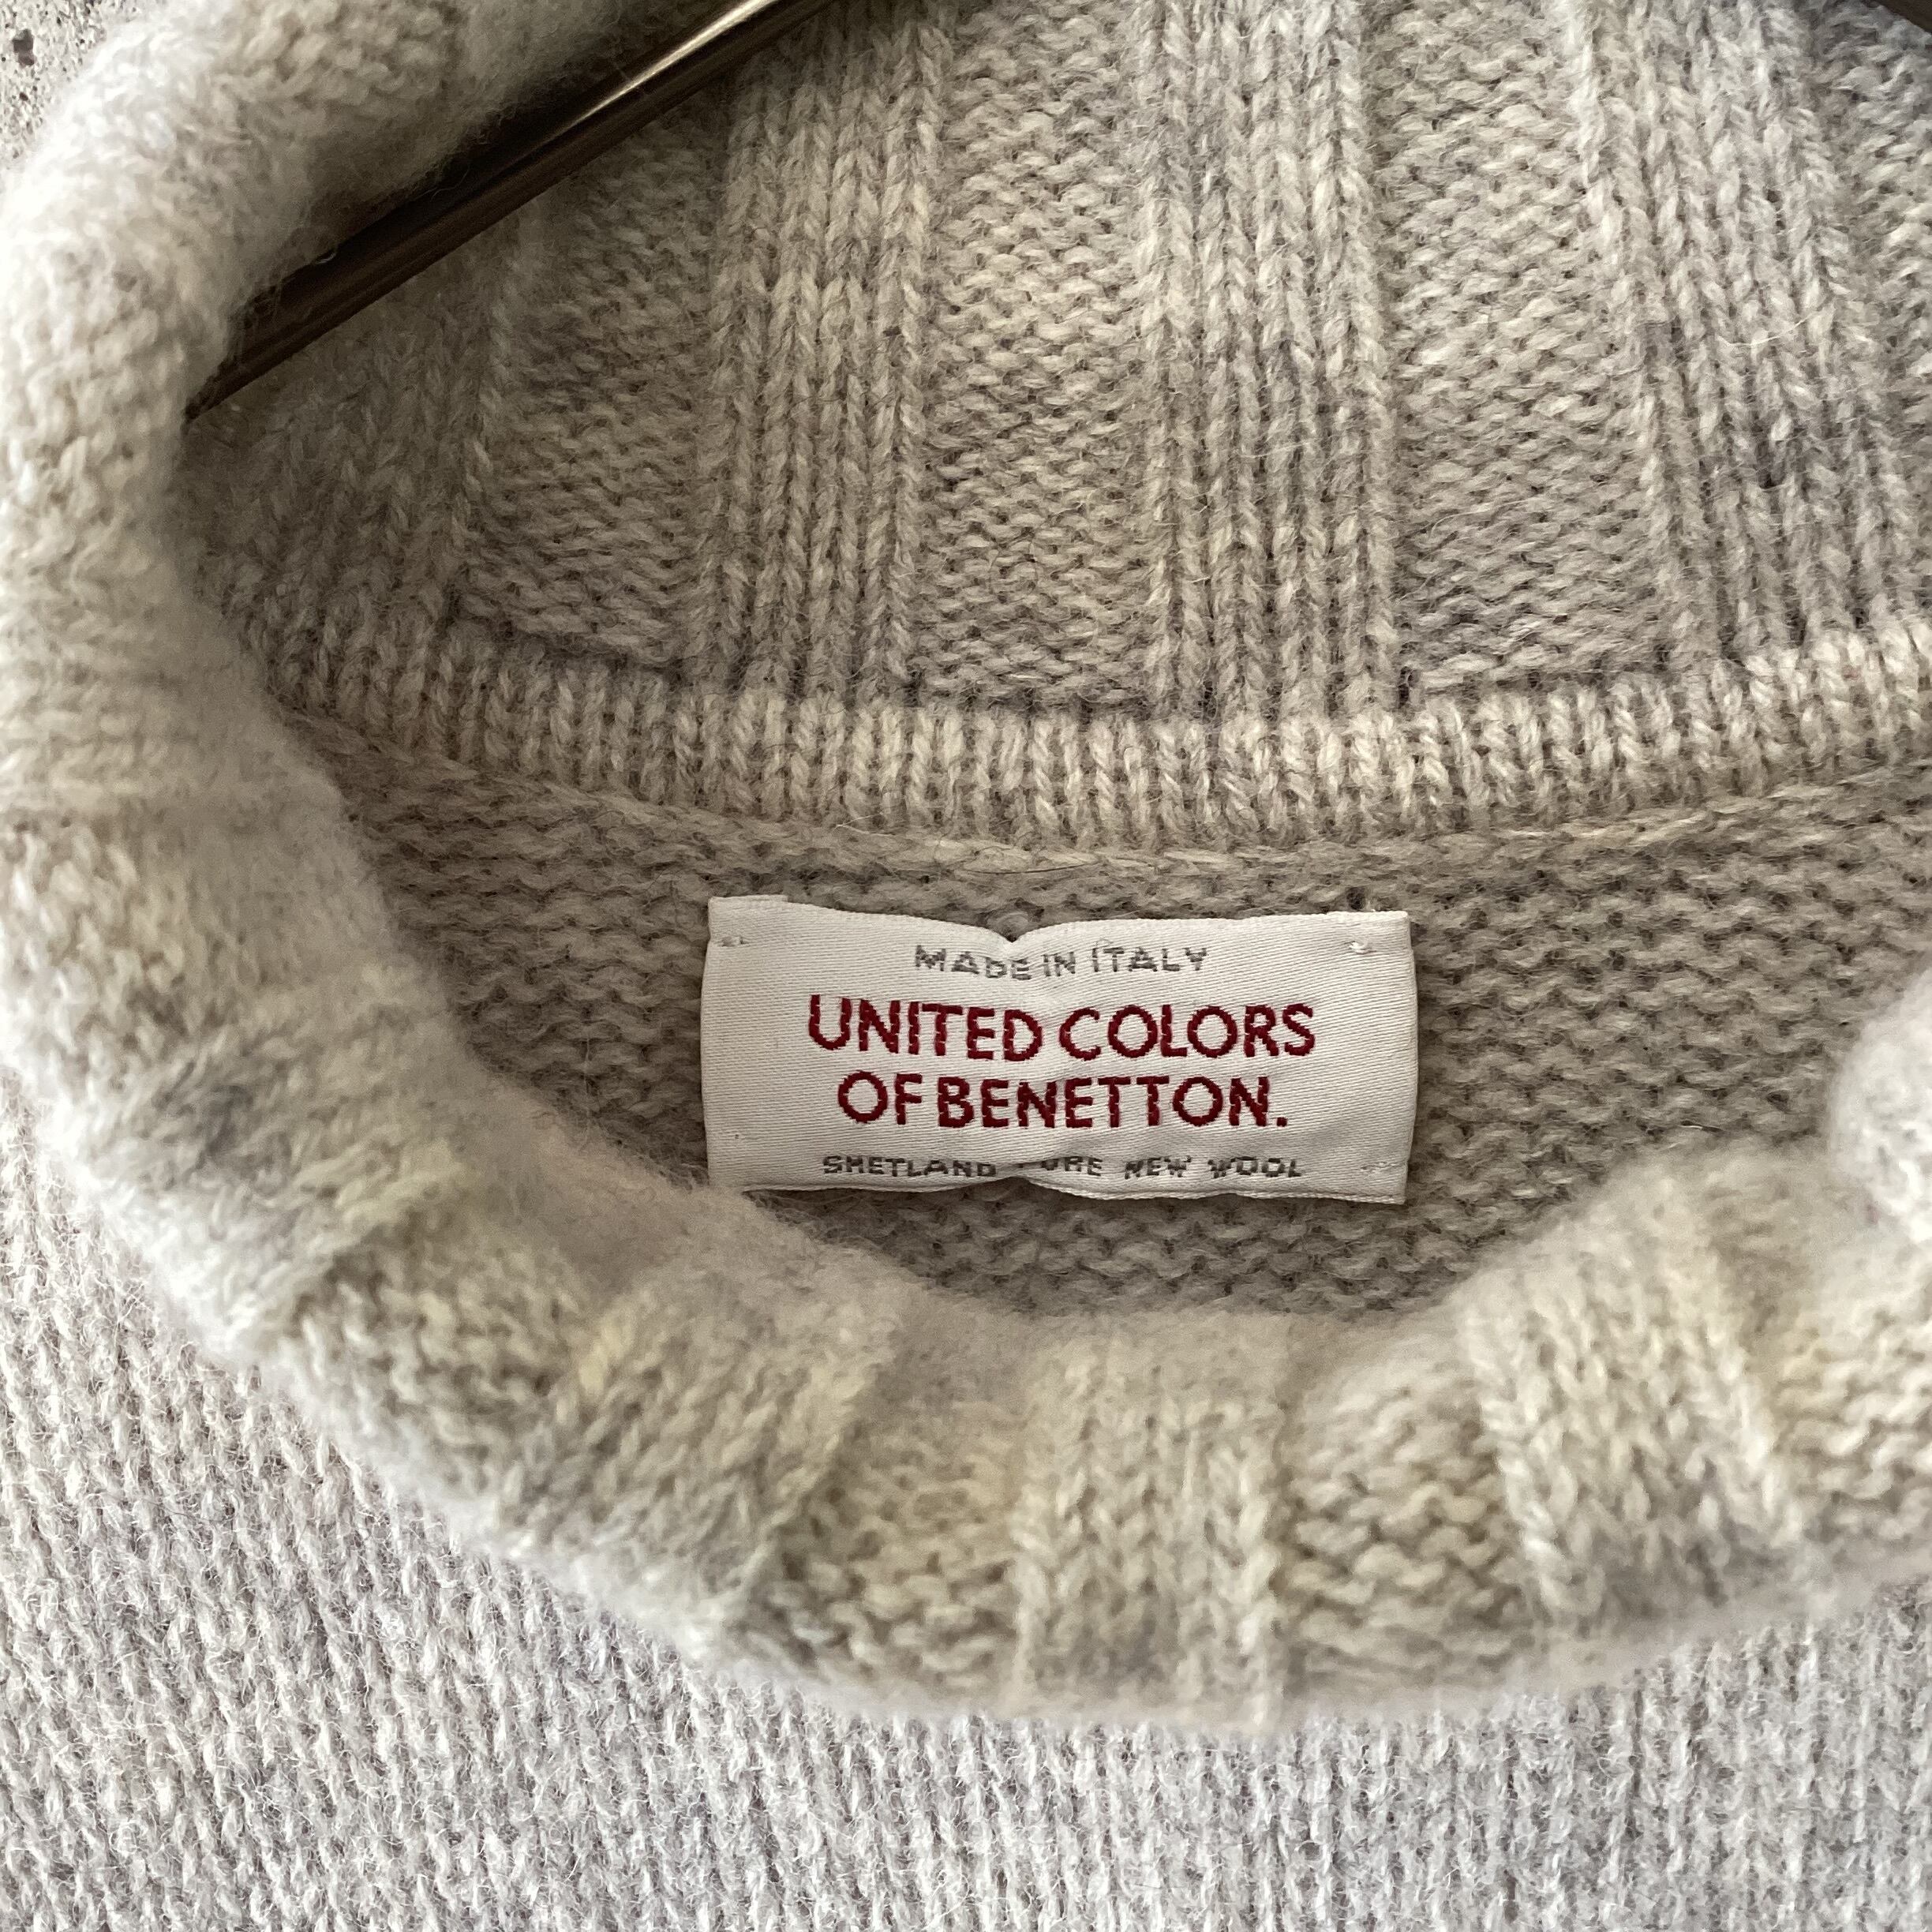 MADE IN ITALY
UNITED COLORS
OF BENETTON.
SHETLAND PURE NEW WOOL